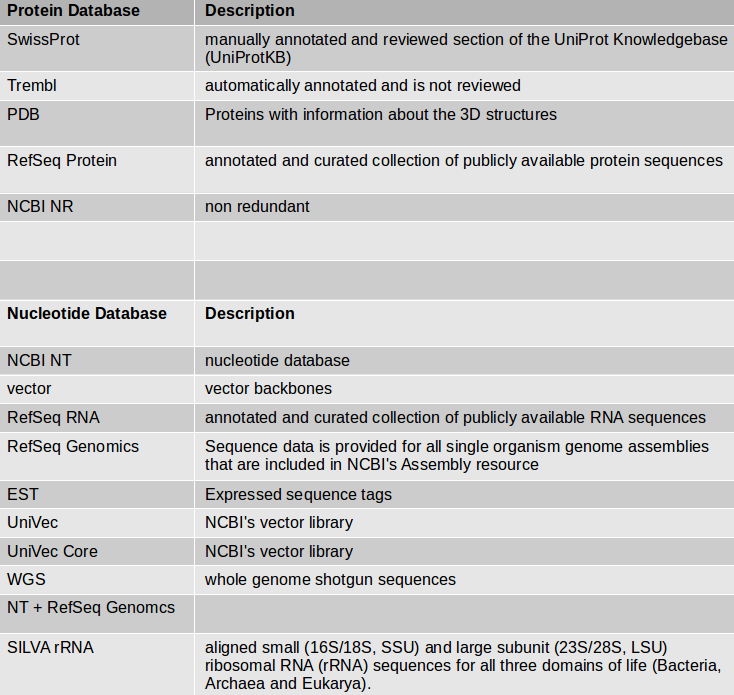 Protein Database Description
SwissProt manually annotated and reviewed section of the UniProt Knowledgebase
(UniProtKB)
Trembl automatically annotated and is not reviewed
PDB Proteins with information about the 3D structures
RefSeq Protein annotated and curated collection of publicly available protein sequences
NCBI NR non redundant
Nucleotide Database Description
NCBI NT nucleotide database
vector vector backbones
RefSeq RNA annotated and curated collection of publicly available RNA sequences
RefSeq Genomics Sequence data is provided for all single organism genome assemblies
that are included in NCBI's Assembly resource
EST Expressed sequence tags
UniVec NCBI's vector library
UniVec Core NCBI's vector library
WGS whole genome shotgun sequences
NT + RefSeq Genomcs
SILVA rRNA aligned small (16S/18S, SSU) and large subunit (23S/28S, LSU)
ribosomal RNA (rRNA) sequences for all three domains of life (Bacteria,
Archaea and Eukarya).